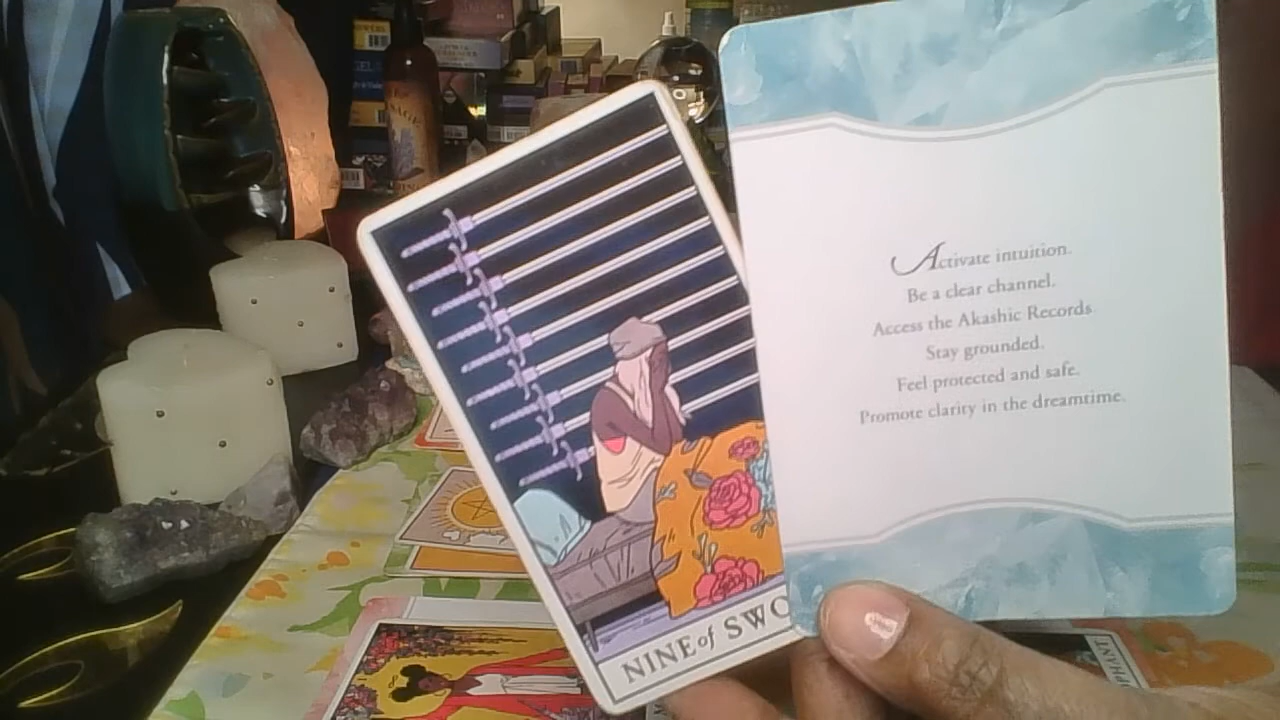 NINE of SWO
Activate intuition.
Be a clear channel.
Access the Akashic Records
Stay grounded.
Feel protected and safe.
Promote clarity in the dreamtime.
PHANT